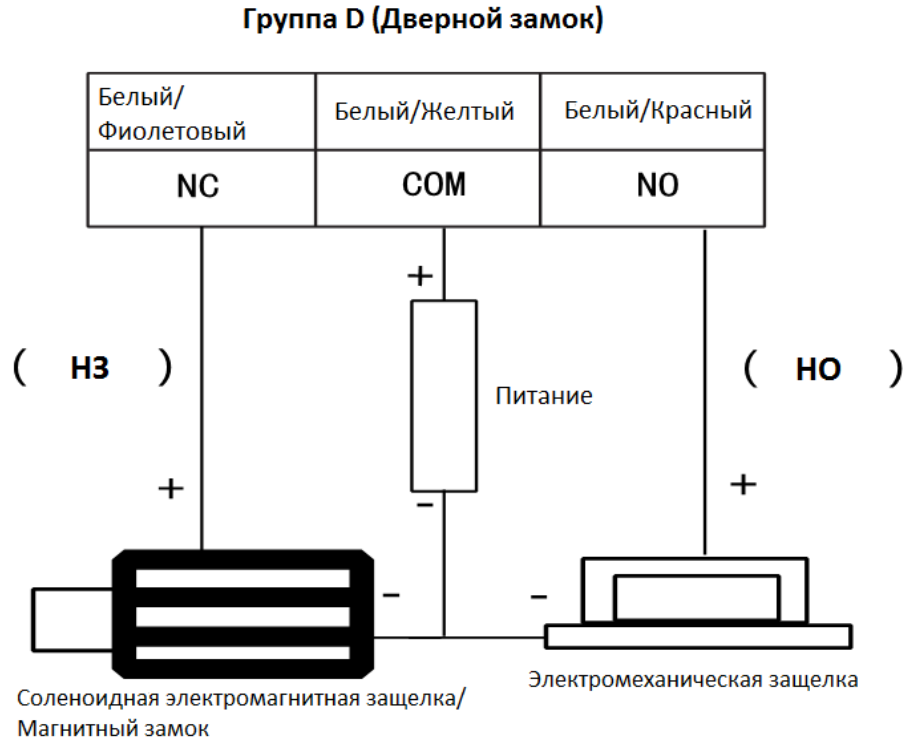 Группа D (Дверной замок)
Белый/
Фиолетовый
Белый/Желтый
Белый/Красный
NC
COM
NO
+
( НЗ )
Питание
( НО )
+
+
-
-
-
Соленоидная электромагнитная защелка/
Магнитный замок
Электромеханическая защелка